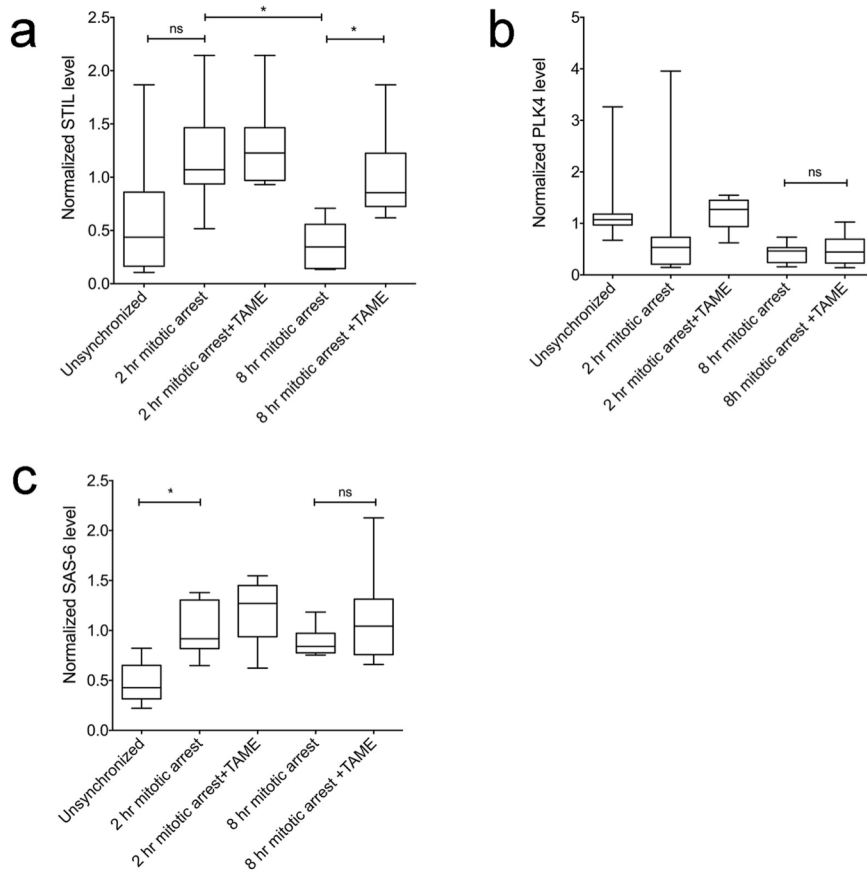 a
Normalized STIL level
2.5
2.0
1.5
1.0
0.5
0.0
ns
*
*
Unsynchronized
2 hr mitotic arrest
2 hr mitotic arrest+TAME
8 hr mitotic arrest
8 hr mitotic arrest +TAME
b
Normalized PLK4 level
5
4
3
2
1
0
ns
Unsynchronized
2 hr mitotic arrest
2 hr mitotic arrest+TAME
8 hr mitotic arrest
8h mitotic arrest +TAME
c
Normalized SAS-6 level
2.5
2.0
1.5
1.0
0.5
0.0
*
ns
Unsynchronized
2 hr mitotic arrest
2 hr mitotic arrest+TAME
8 hr mitotic arrest
8 hr mitotic arrest +TAME